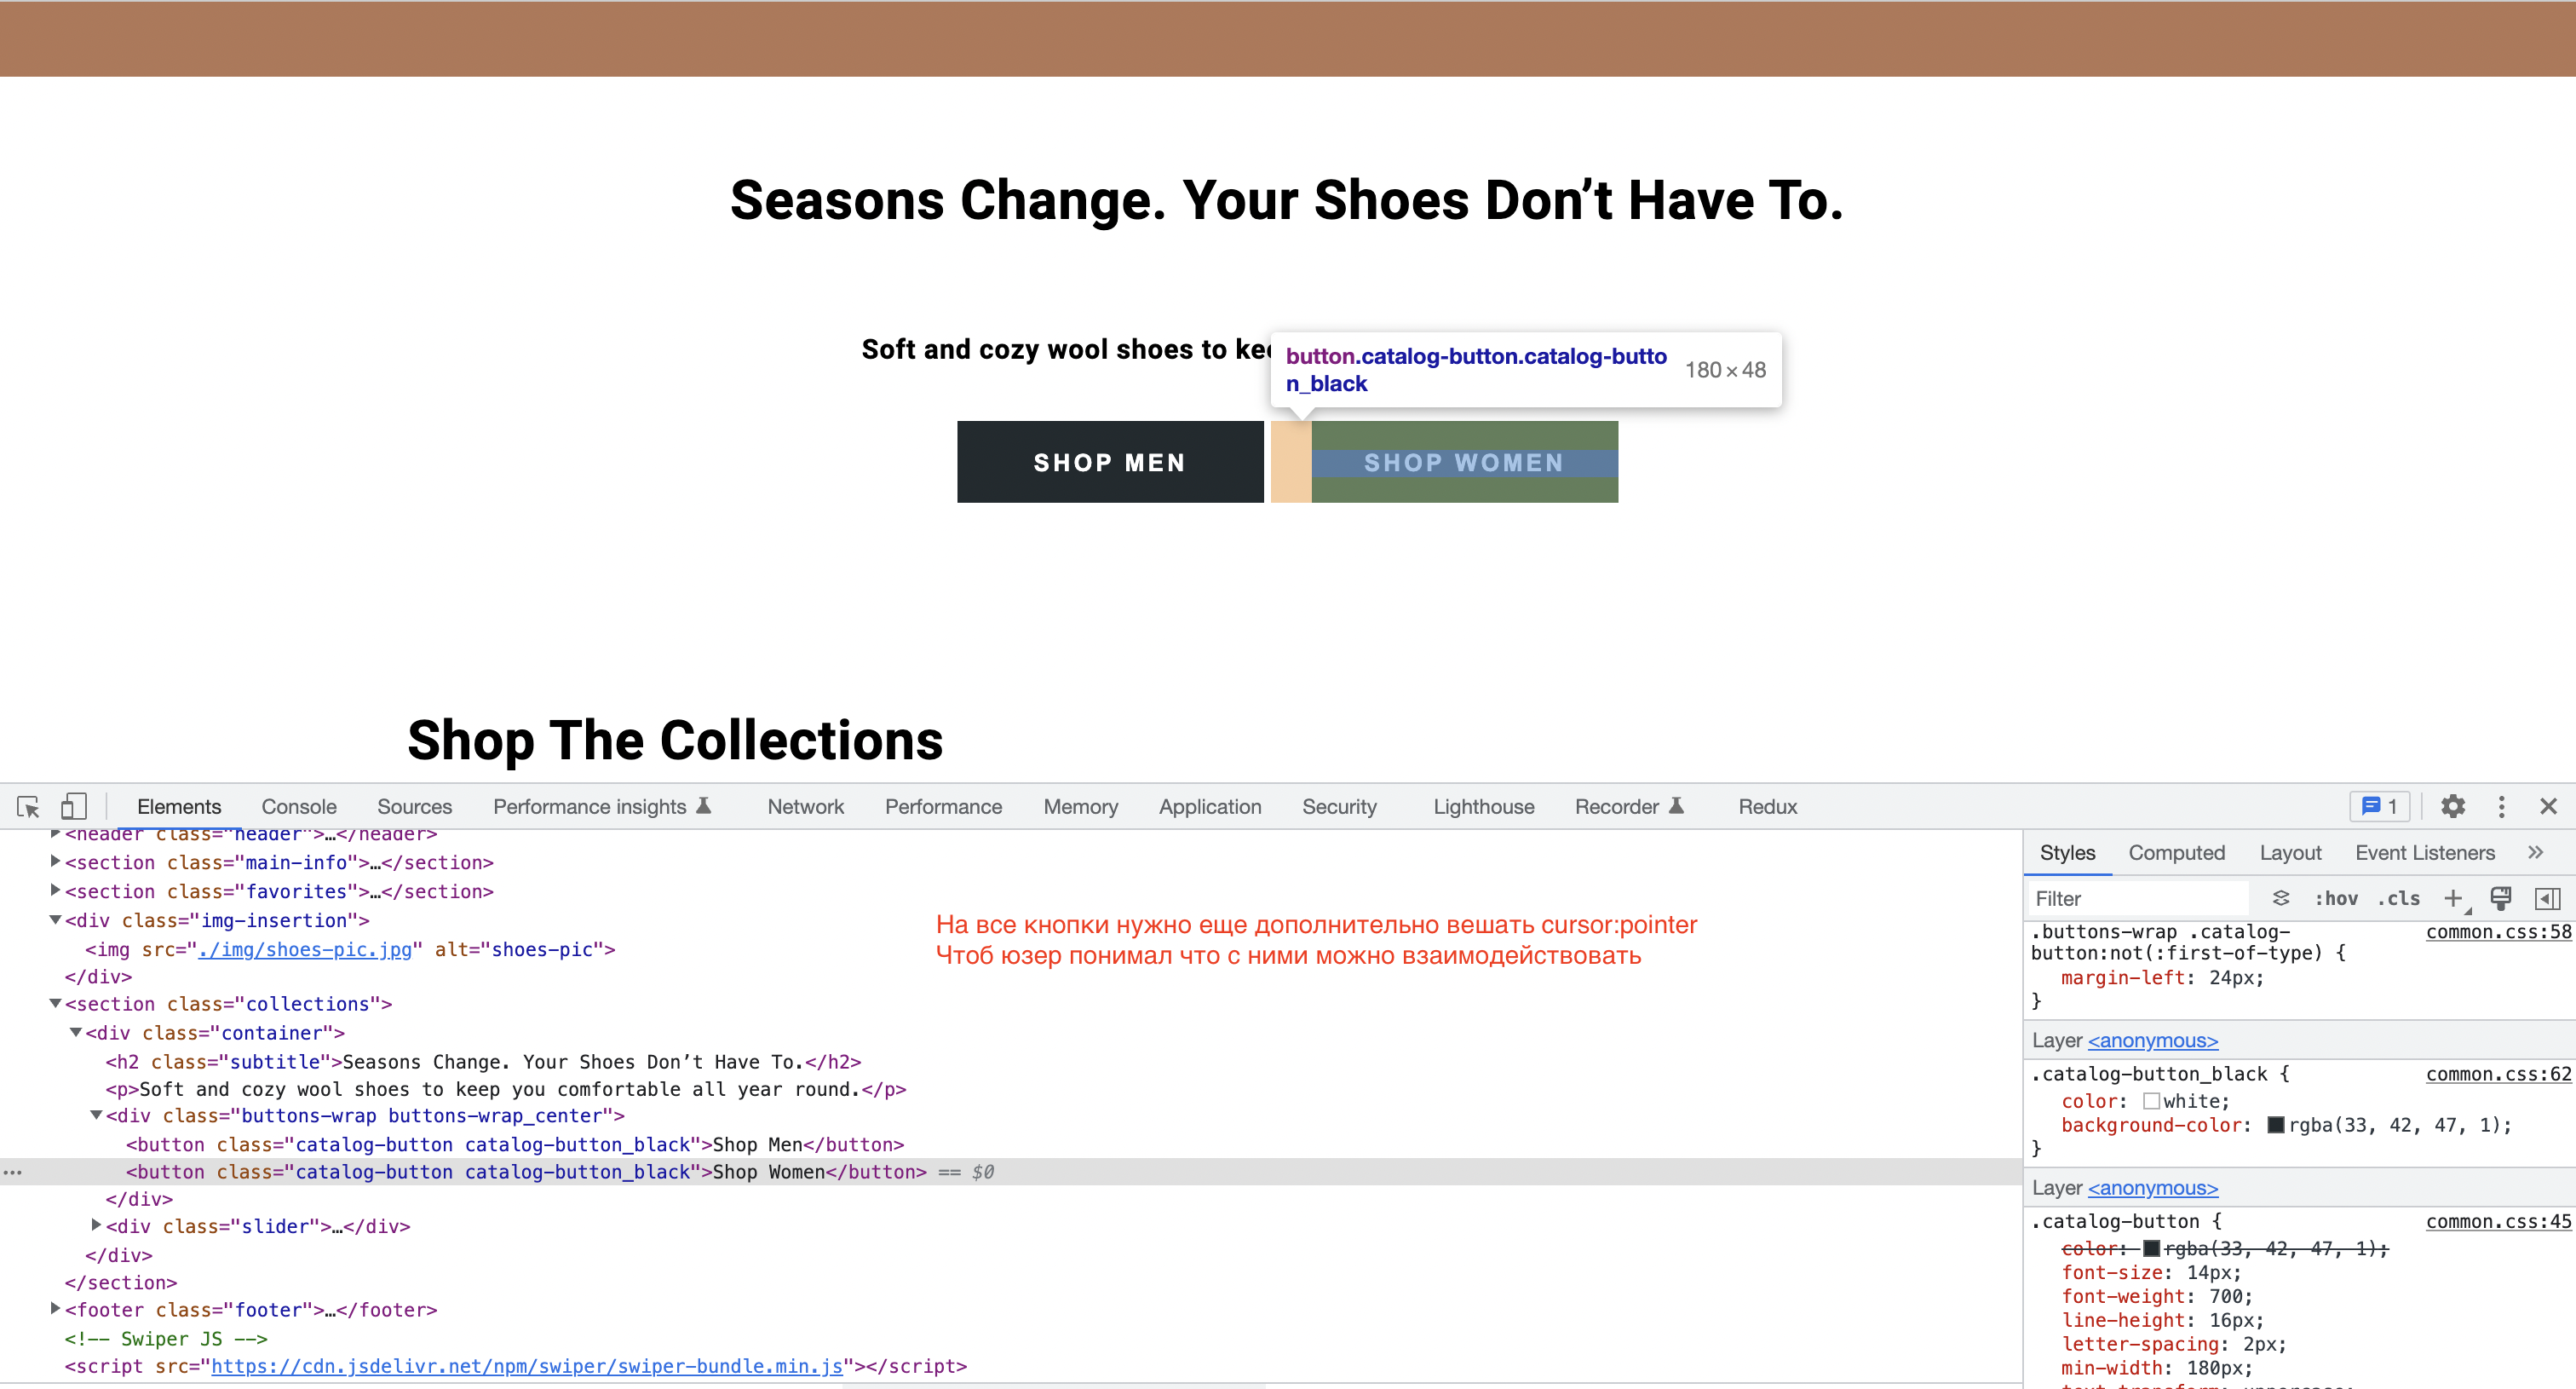 Seasons Change. Your Shoes Don’t Have To.
Soft and cozy wool shoes to
button.catalog-button.catalog-butto
n_black
180 × 48
SHOP MEN
SHOP WOMEN
Shop The Collections
Elements Console Sources Performance insights Network Performance Memory Application Security Lighthouse Recorder Redux 1
<header class="header">…</header>
<section class="main-info">…</section>
<section class="favorites">…</section>
<div class="img-insertion">
<img src="./img/shoes-pic.jpg" alt="shoes-pic">
</div>
<section class="collections">
<div class="container">
<h2 class="subtitle">Seasons Change. Your Shoes Don’t Have To.</h2>
<p>Soft and cozy wool shoes to keep you comfortable all year round.</p>
<div class="buttons-wrap buttons-wrap_center">
<button class="catalog-button catalog-button_black">Shop Men</button>
… <button class="catalog-button catalog-button_black">Shop Women</button> == $0
</div>
<div class="slider">…</div>
</div>
</section>
<footer class="footer">…</footer>
<!-- Swiper JS -->
<script src="https://cdn.jsdelivr.net/npm/swiper/swiper-bundle.min.js"></script>
На все кнопки нужно еще дополнительно вешать cursor:pointer
Чтоб юзер понимал что с ними можно взаимодействовать
Styles Computed Layout Event Listeners »
Filter :hov .cls +
.buttons-wrap .catalog- common.css:58
button:not(:first-of-type) {
margin-left: 24px;
}
Layer <anonymous>
.catalog-button_black { common.css:62
color: white;
background-color: rgba(33, 42, 47, 1);
}
Layer <anonymous>
.catalog-button { common.css:45
color: rgba(33, 42, 47, 1);
font-size: 14px;
font-weight: 700;
line-height: 16px;
letter-spacing: 2px;
min-width: 180px;